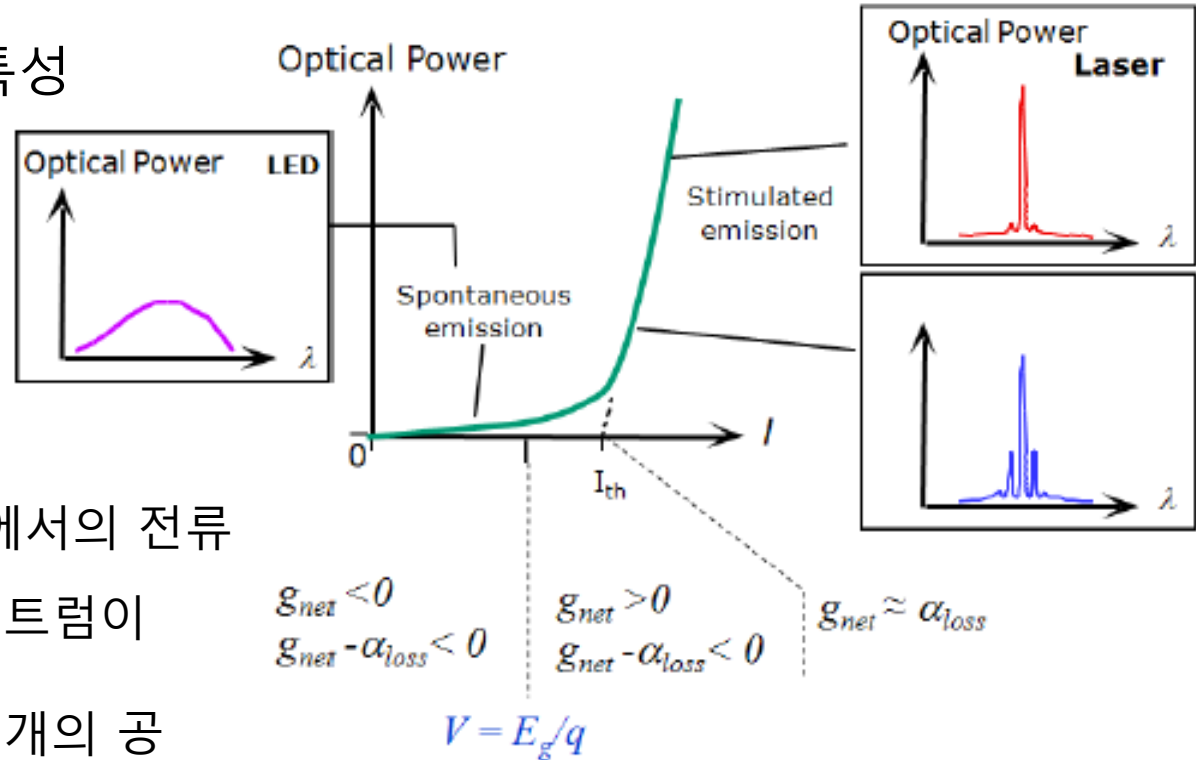 특성
Optical Power
Optical Power
Laser
λ
Optical Power LED
λ
Stimulated
emission
Spontaneous
emission
0
I
I_th
λ
에서의 전류
트럼이
개의 공
g_net <0
g_net -α_loss < 0
g_net >0
g_net -α_loss < 0
g_net ≈ α_loss
V = E_g/q